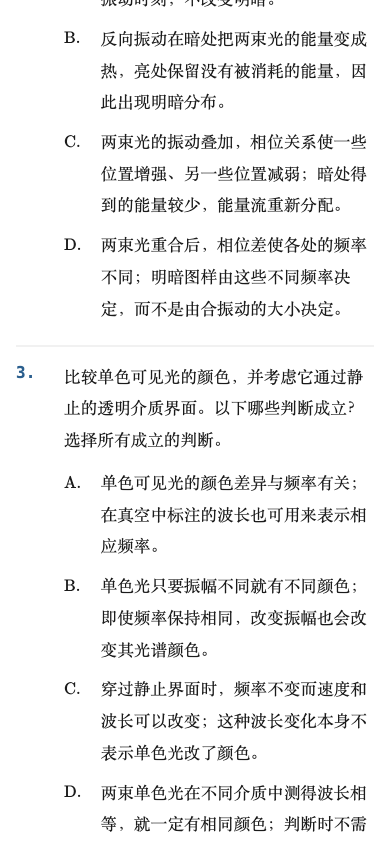 振动时刻，不改变明暗。
B. 反向振动在暗处把两束光的能量变成
热，亮处保留没有被消耗的能量，因
此出现明暗分布。
C. 两束光的振动叠加，相位关系使一些
位置增强、另一些位置减弱；暗处得
到的能量较少，能量流重新分配。
D. 两束光重合后，相位差使各处的频率
不同；明暗图样由这些不同频率决
定，而不是由合振动的大小决定。
3. 比较单色可见光的颜色，并考虑它通过静
止的透明介质界面。以下哪些判断成立？
选择所有成立的判断。
A. 单色可见光的颜色差异与频率有关；
在真空中标注的波长也可用来表示相
应频率。
B. 单色光只要振幅不同就有不同颜色；
即使频率保持相同，改变振幅也会改
变其光谱颜色。
C. 穿过静止界面时，频率不变而速度和
波长可以改变；这种波长变化本身不
表示单色光改了颜色。
D. 两束单色光在不同介质中测得波长相
等，就一定有相同颜色；判断时不需